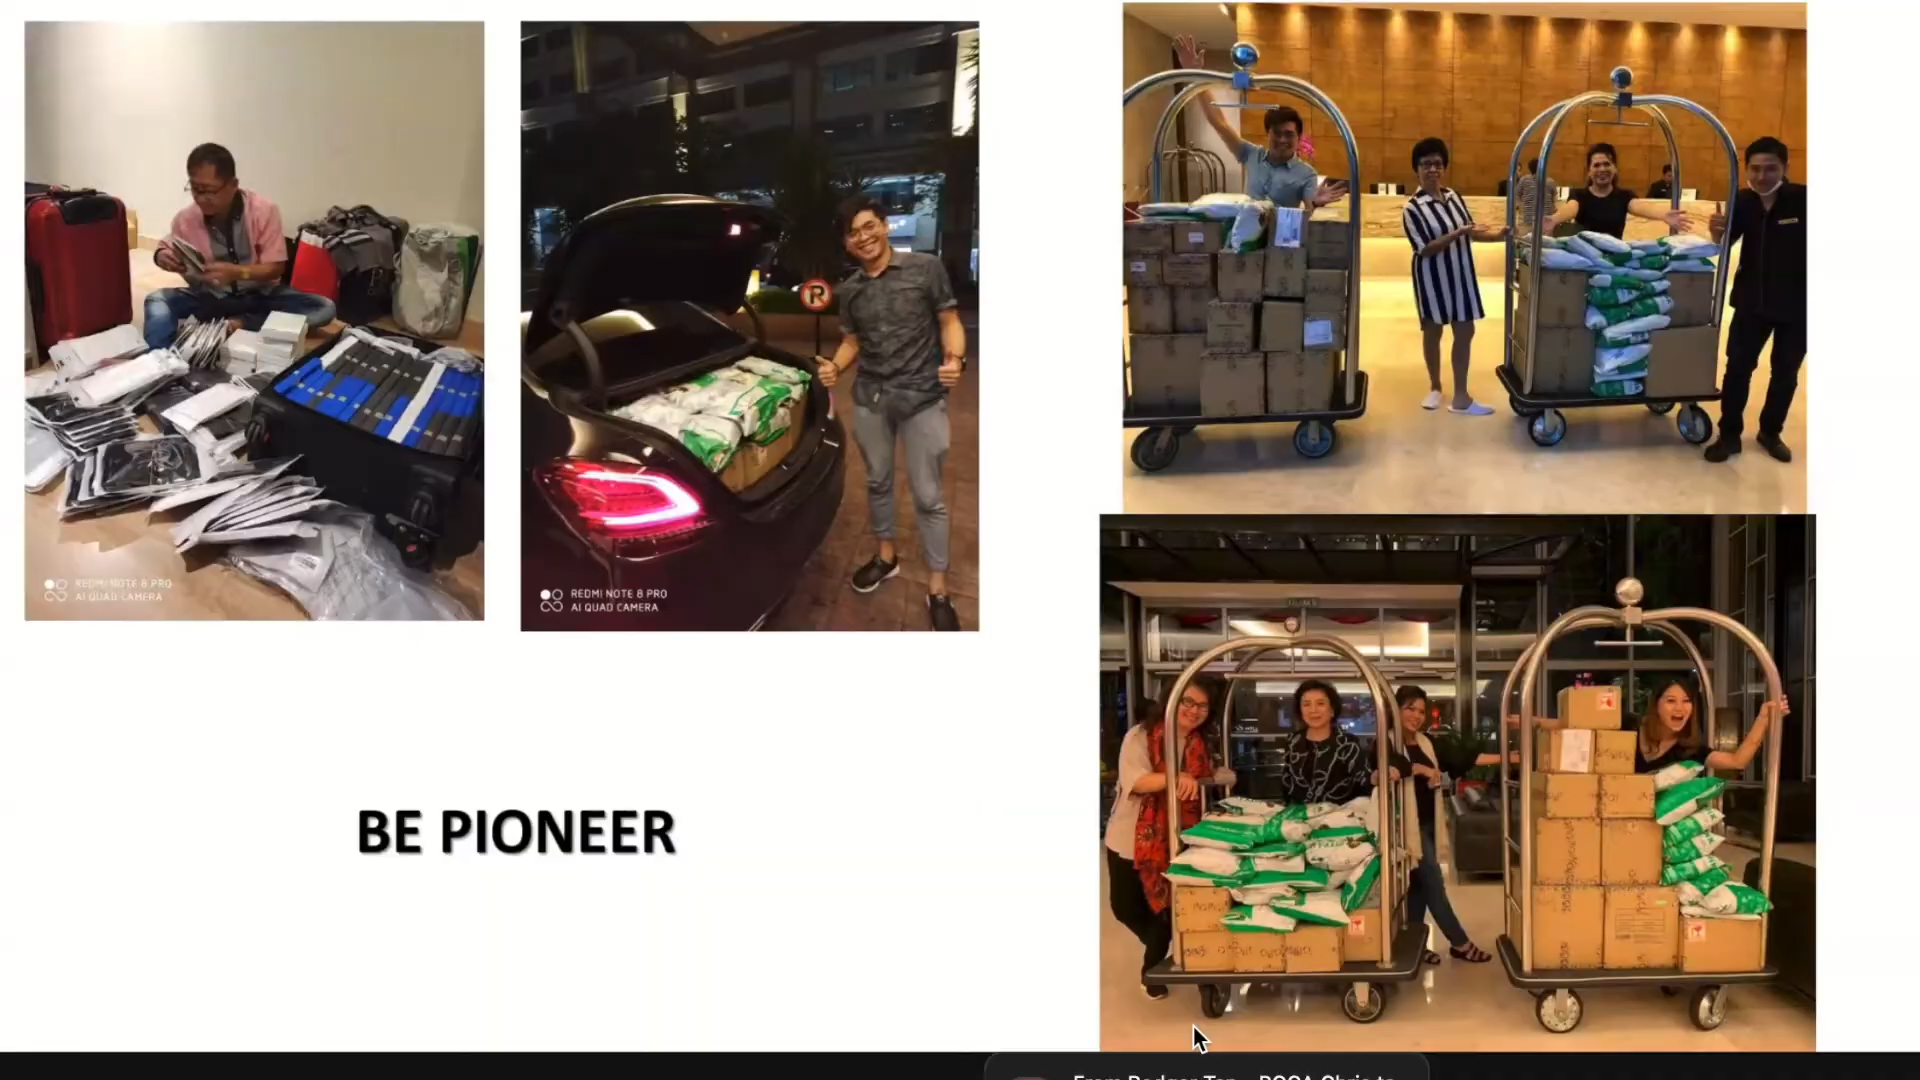 REDMI NOTE 8 PRO
AI QUAD CAMERA
REDMI NOTE 8 PRO
AI QUAD CAMERA
R
BE PIONEER